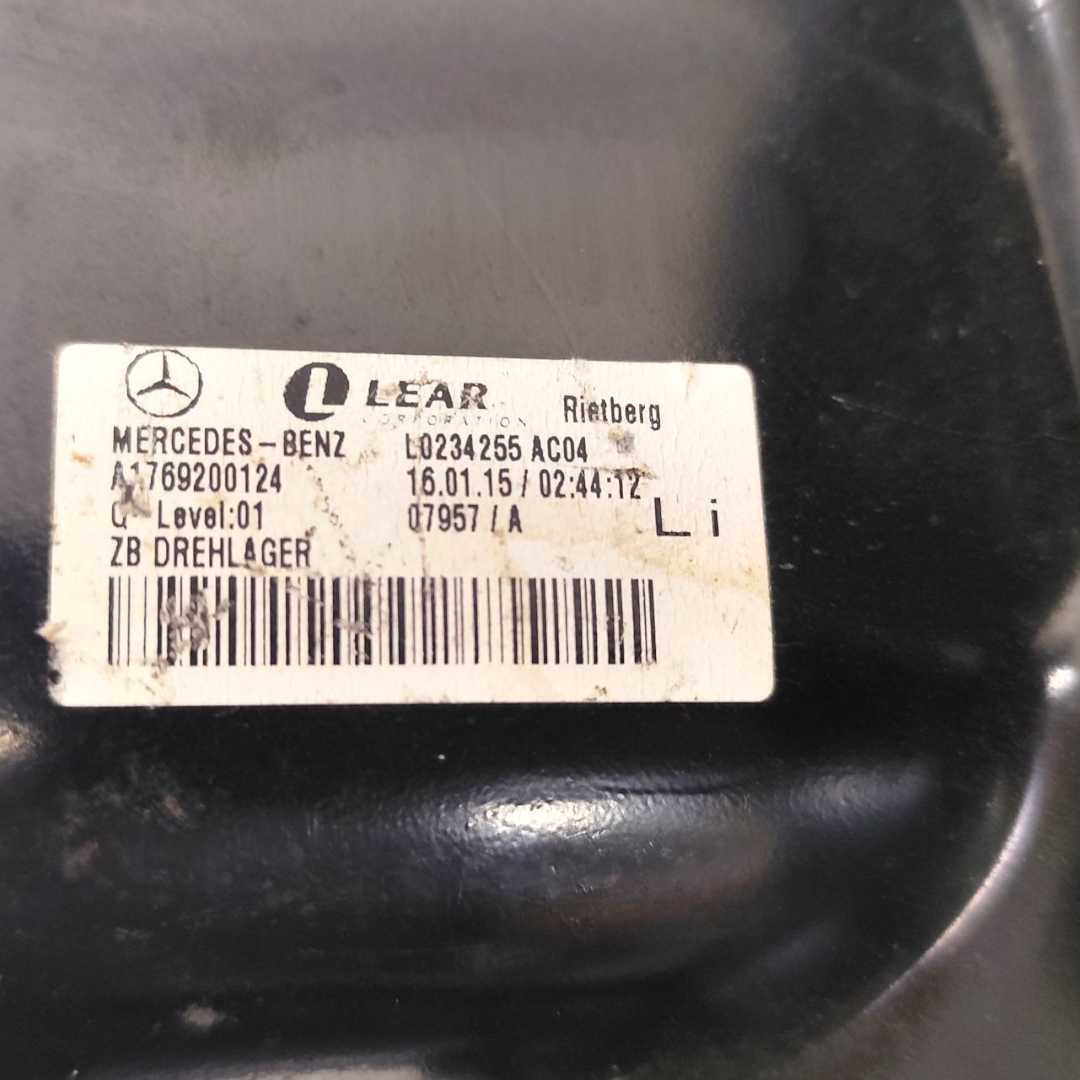 LEAR
CORPORATION
Rietberg
MERCEDES-BENZ L0234255 AC04
A1769200124 16.01.15 / 02:44:12
Level:01 07957 / A L i
ZB DREHLAGER